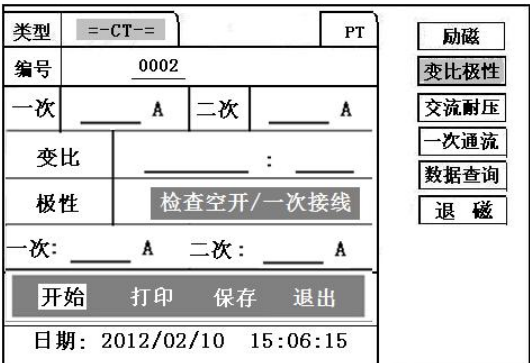 类型 =-CT-= PT
编号 0002
一次 A 二次 A
变比 :
极性 检查空开/一次接线
一次: A 二次: A
开始 打印 保存 退出
日期: 2012/02/10 15:06:15
励磁
变比极性
交流耐压
一次通流
数据查询
退 磁